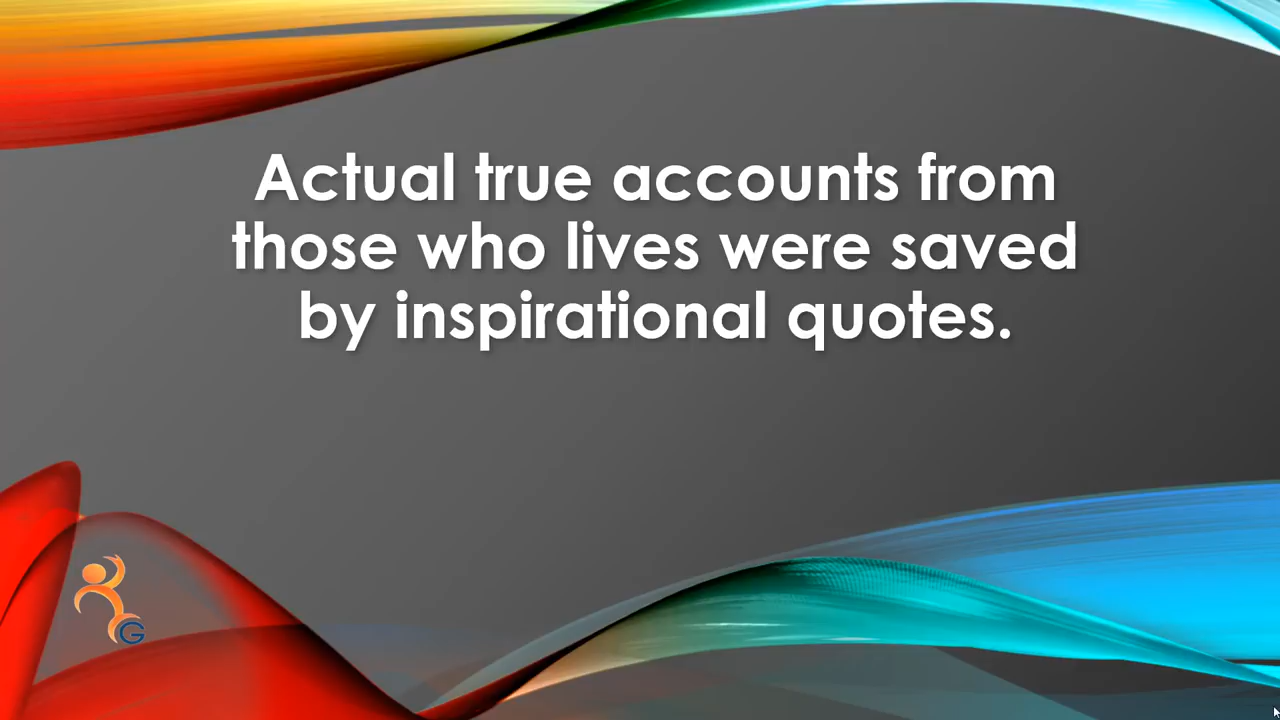 Actual true accounts from
those who lives were saved
by inspirational quotes.
G